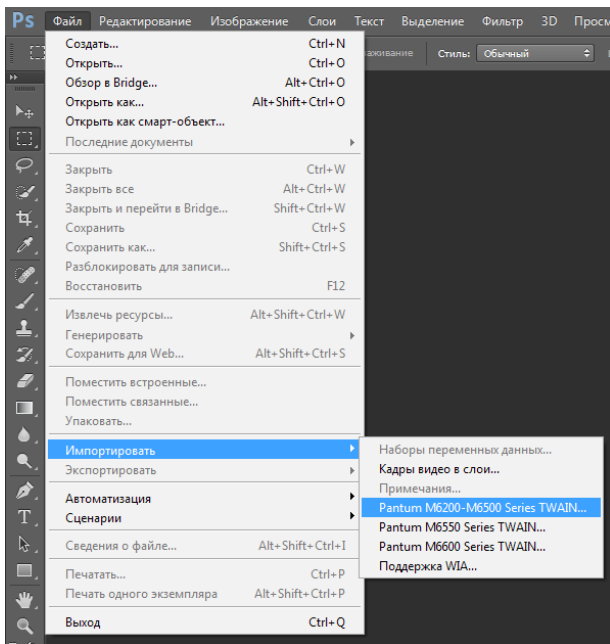 Ps Файл Редактирование Изображение Слои Текст Выделение Фильтр 3D
Стиль: Обычный
Создать... Ctrl+N
Открыть... Ctrl+O
Обзор в Bridge... Alt+Ctrl+O
Открыть как... Alt+Shift+Ctrl+O
Открыть как смарт-объект...
Последние документы
Закрыть Ctrl+W
Закрыть все Alt+Ctrl+W
Закрыть и перейти в Bridge... Shift+Ctrl+W
Сохранить Ctrl+S
Сохранить как... Shift+Ctrl+S
Разблокировать для записи...
Восстановить F12
Извлечь ресурсы... Alt+Shift+Ctrl+W
Генерировать
Сохранить для Web... Alt+Shift+Ctrl+S
Поместить встроенные...
Поместить связанные...
Упаковать...
Импортировать
Экспортировать
Автоматизация
Сценарии
Сведения о файле... Alt+Shift+Ctrl+I
Печатать... Ctrl+P
Печать одного экземпляра Alt+Shift+Ctrl+P
Выход Ctrl+Q
Наборы переменных данных...
Кадры видео в слои...
Примечания...
Pantum M6200-M6500 Series TWAIN...
Pantum M6550 Series TWAIN...
Pantum M6600 Series TWAIN...
Поддержка WIA...